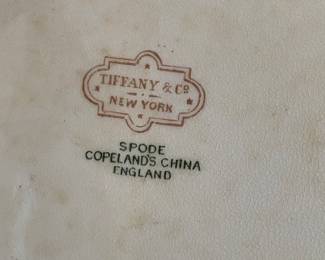 TIFFANY & Co
NEW YORK
SPODE
COPELAND'S CHINA
ENGLAND